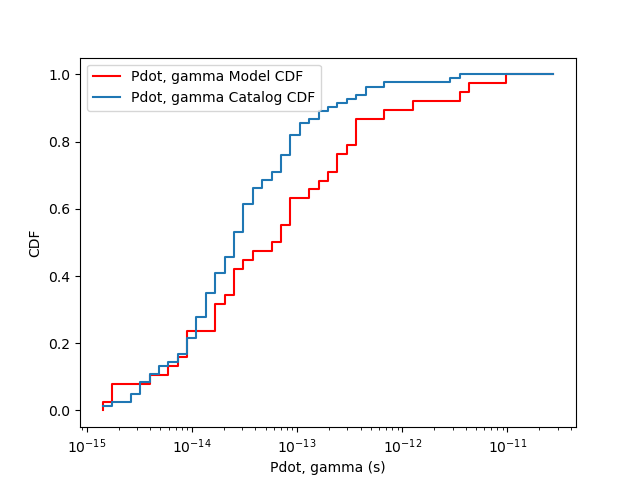 Pdot, gamma Model CDF
Pdot, gamma Catalog CDF
1.0
0.8
0.6
0.4
0.2
0.0
CDF
10⁻¹⁵ 10⁻¹⁴ 10⁻¹³ 10⁻¹² 10⁻¹¹
Pdot, gamma (s)